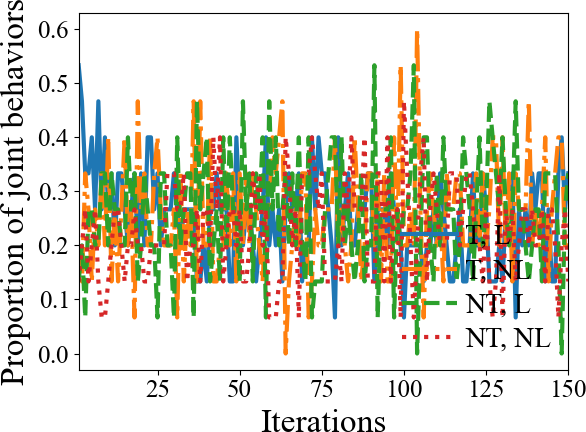 Proportion of joint behaviors
0.6
0.5
0.4
0.3
0.2
0.1
0.0
T, L
T, NL
NT, L
NT, NL
25 50 75 100 125 150
Iterations